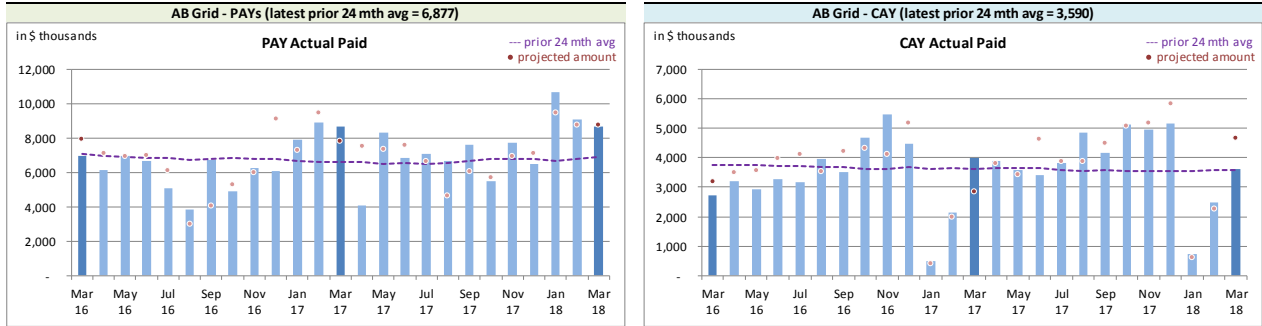 AB Grid - PAYs (latest prior 24 mth avg = 6,877)
in $ thousands
PAY Actual Paid
--- prior 24 mth avg
• projected amount
12,000
10,000
8,000
6,000
4,000
2,000
-
Mar May Jul Sep Nov Jan Mar May Jul Sep Nov Jan Mar
16 16 16 16 16 17 17 17 17 17 17 18 18
AB Grid - CAY (latest prior 24 mth avg = 3,590)
in $ thousands
CAY Actual Paid
--- prior 24 mth avg
• projected amount
7,000
6,000
5,000
4,000
3,000
2,000
1,000
-
Mar May Jul Sep Nov Jan Mar May Jul Sep Nov Jan Mar
16 16 16 16 16 17 17 17 17 17 17 18 18